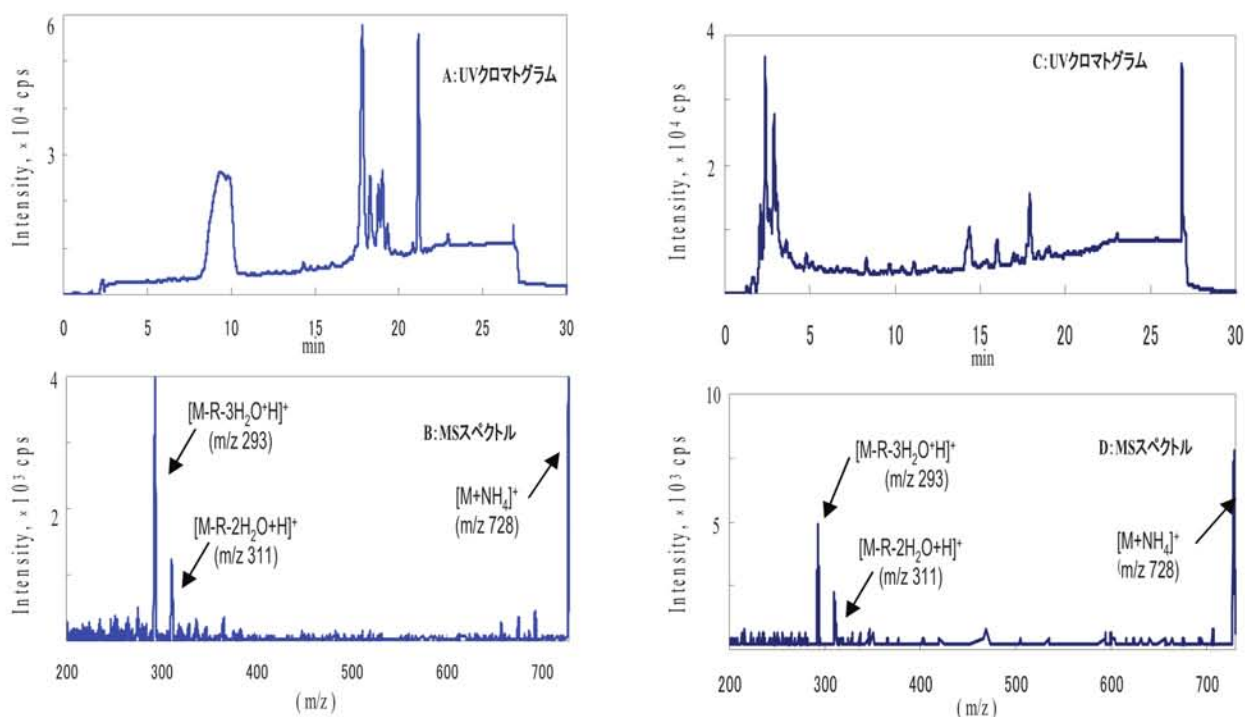 Intensity, ×10⁴ cps
6
3
A:UVクロマトグラム
0 5 10 15 20 25 30
min
Intensity, ×10⁴ cps
4
2
0
C:UVクロマトグラム
0 5 10 15 20 25 30
min
Intensity, ×10³ cps
4
2
[M-R-3H₂O⁺H]⁺
(m/z 293)
B:MSスペクトル
[M+NH₄]⁺
(m/z 728)
[M-R-2H₂O+H]⁺
(m/z 311)
200 300 400 500 600 700
(m/z)
Intensity, ×10³ cps
10
5
0
[M-R-3H₂O⁺H]⁺
(m/z 293)
D:MSスペクトル
[M-R-2H₂O+H]⁺
(m/z 311)
[M+NH₄]⁺
(m/z 728)
200 300 400 500 600 700
(m/z)